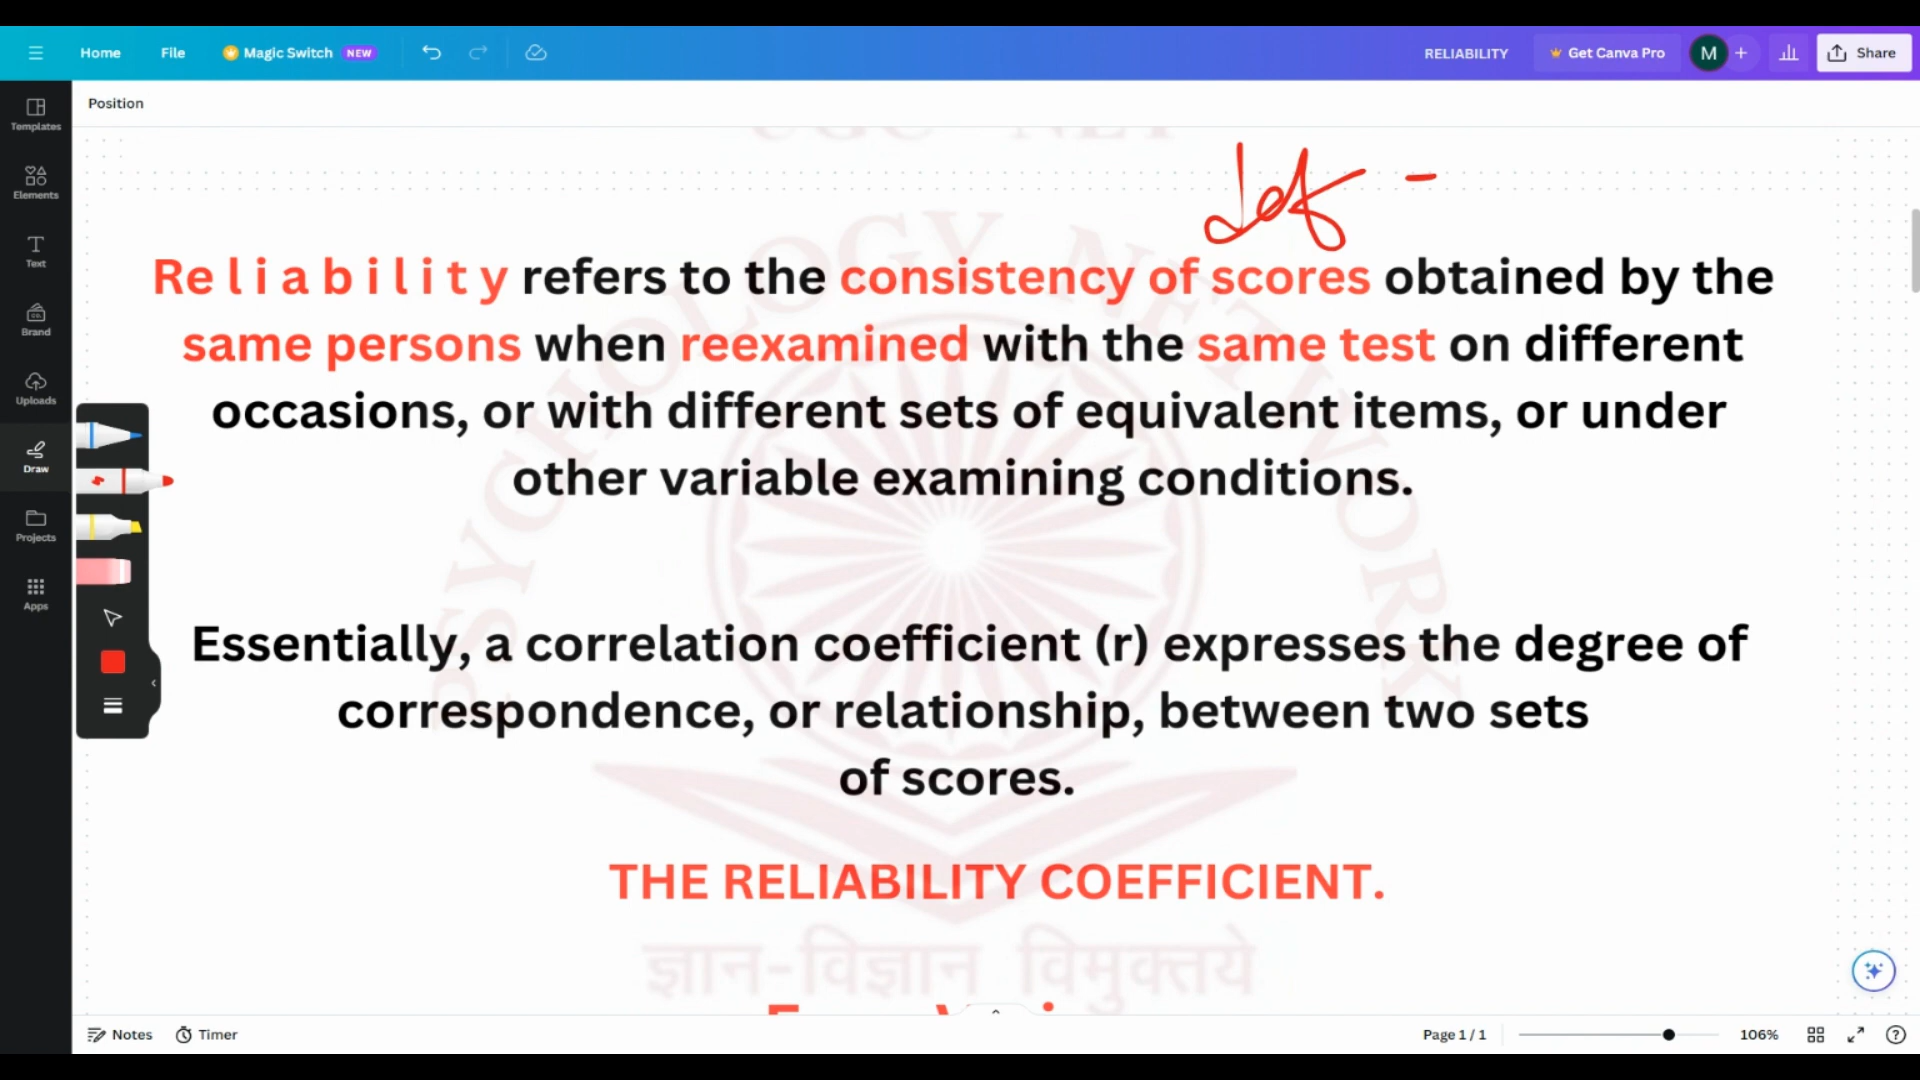 Home File Magic Switch NEW RELIABILITY Get Canva Pro M + Share
Position
Templates
Elements
Text
Brand
Uploads
Draw
Projects
Apps
UGC NET
PSYCHOLOGY NETWORK
def -
Reliability refers to the consistency of scores obtained by the
same persons when reexamined with the same test on different
occasions, or with different sets of equivalent items, or under
other variable examining conditions.
Essentially, a correlation coefficient (r) expresses the degree of
correspondence, or relationship, between two sets
of scores.
THE RELIABILITY COEFFICIENT.
ज्ञान-विज्ञान विमुक्तये
Notes Timer Page 1 / 1 106%